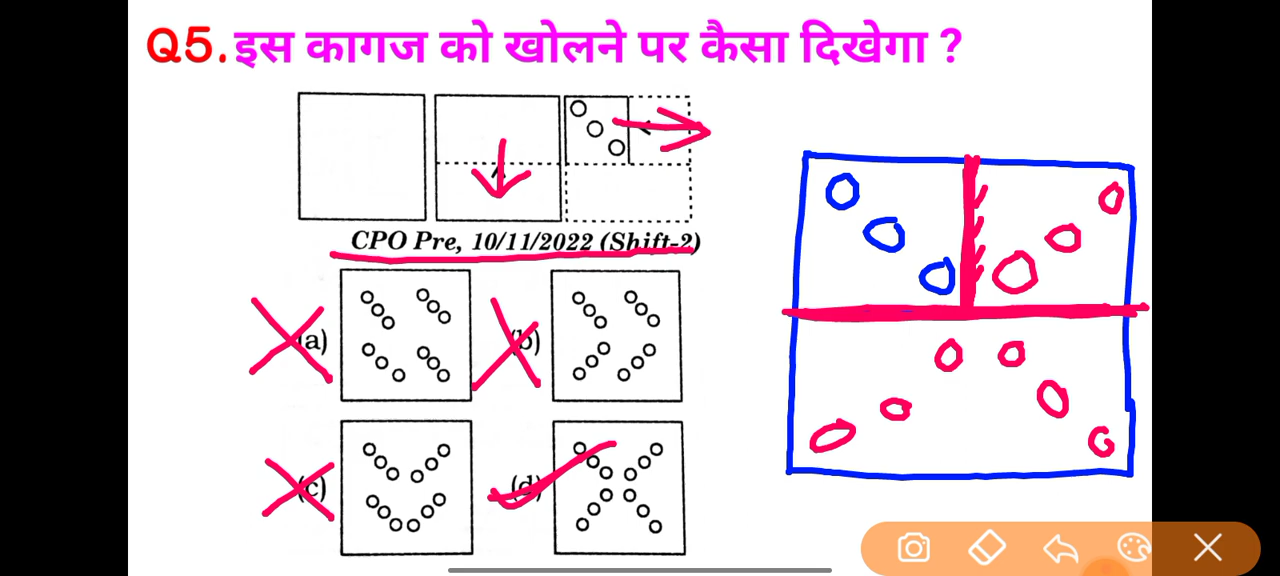 Q5. इस कागज को खोलने पर कैसा दिखेगा ?
CPO Pre, 10/11/2022 (Shift-2)
(a)
(b)
(c)
(d)